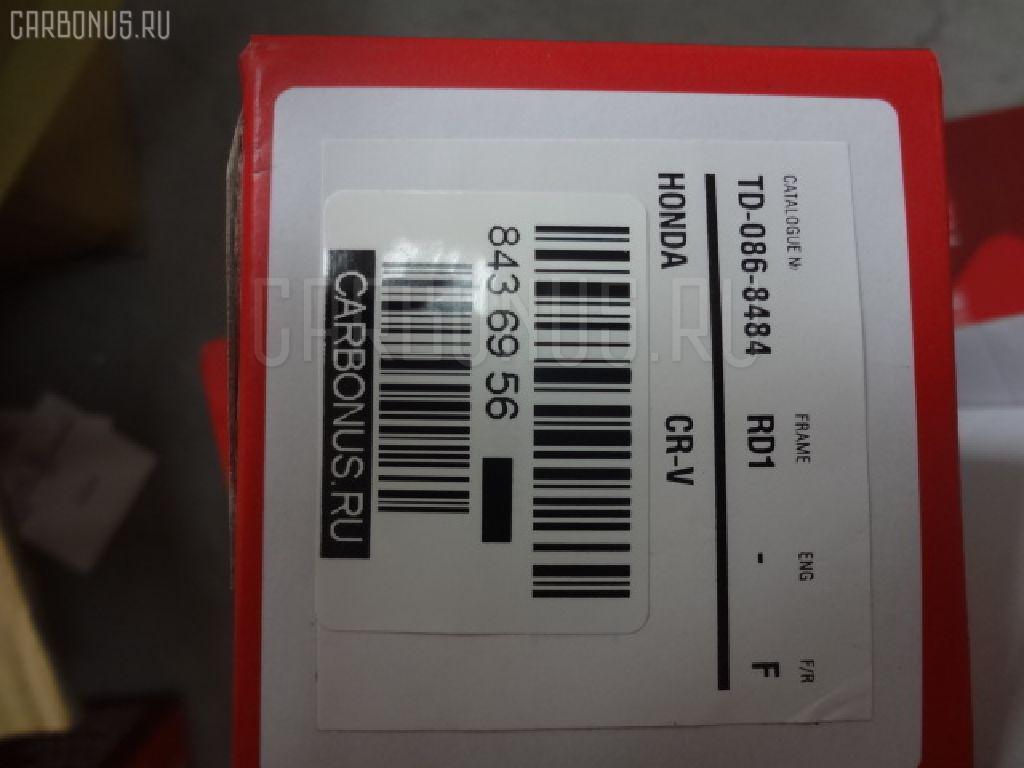 CARBONUS.RU
CATALOGUE № FRAME ENG F/R
TD-086-8484 RD1 - F
HONDA CR-V
843 69 56
CARBONUS.RU
CARBONUS.RU